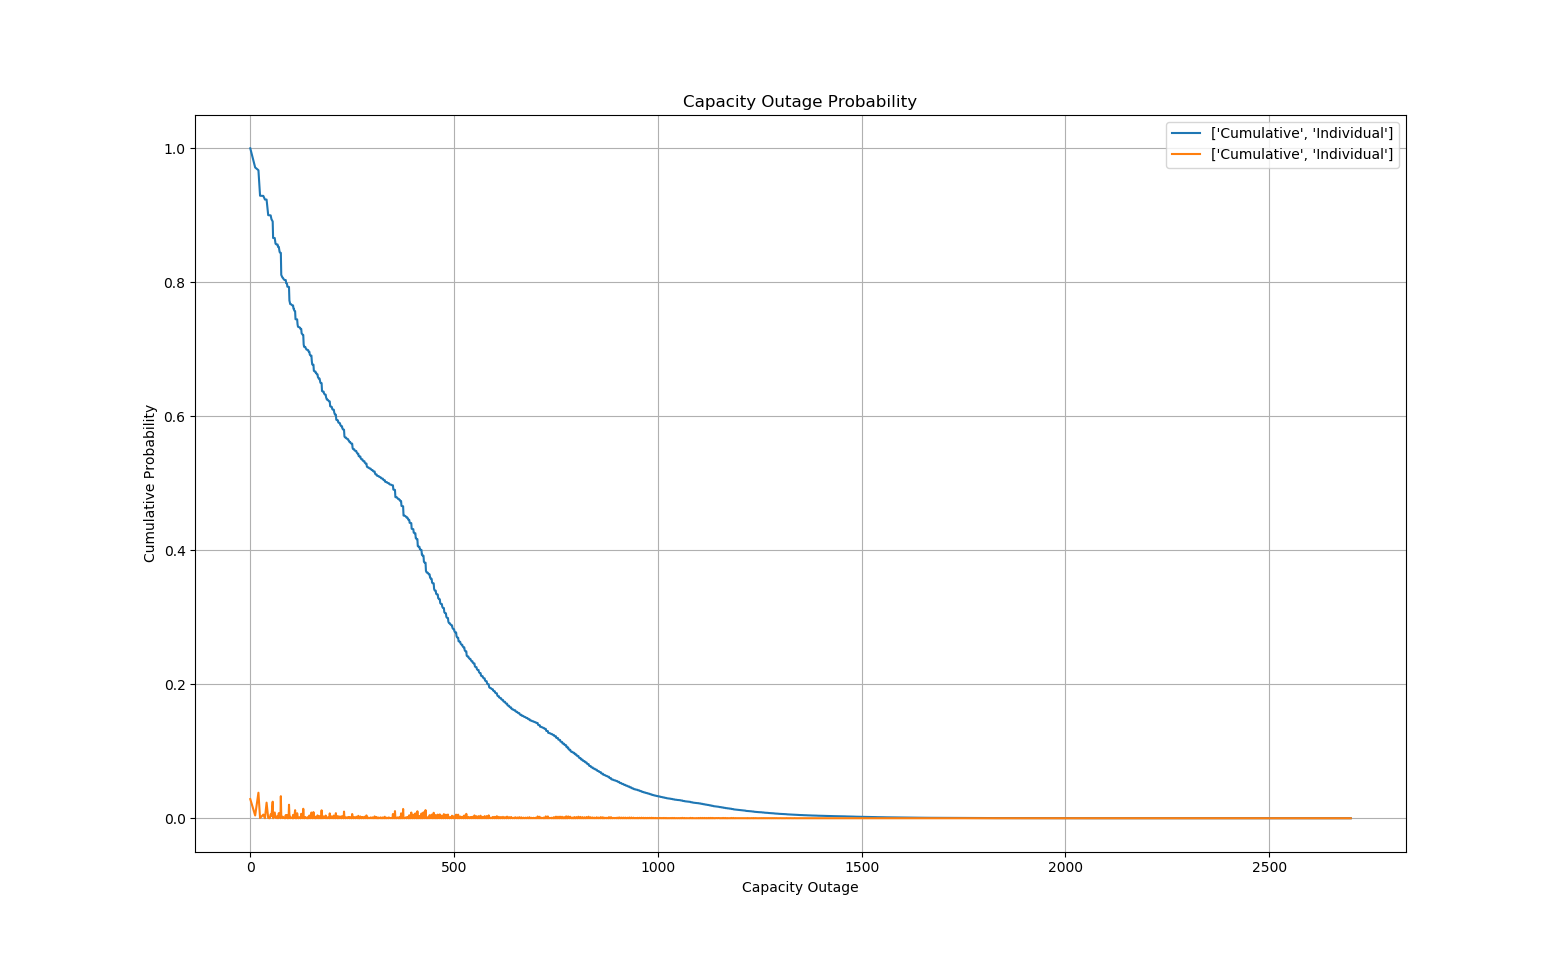 Capacity Outage Probability
['Cumulative', 'Individual']
['Cumulative', 'Individual']
1.0
0.8
0.6
0.4
0.2
0.0
Cumulative Probability
0
500
1000
1500
2000
2500
Capacity Outage